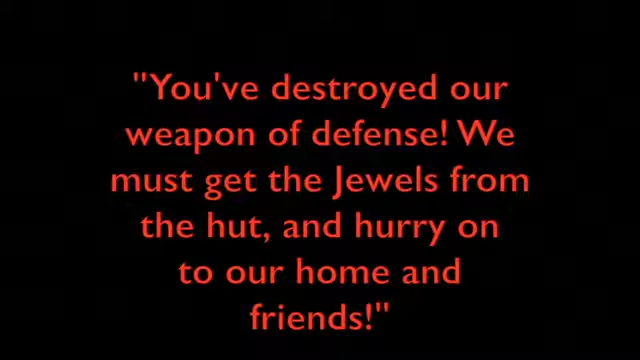 "You've destroyed our
weapon of defense! We
must get the Jewels from
the hut, and hurry on
to our home and
friends!"